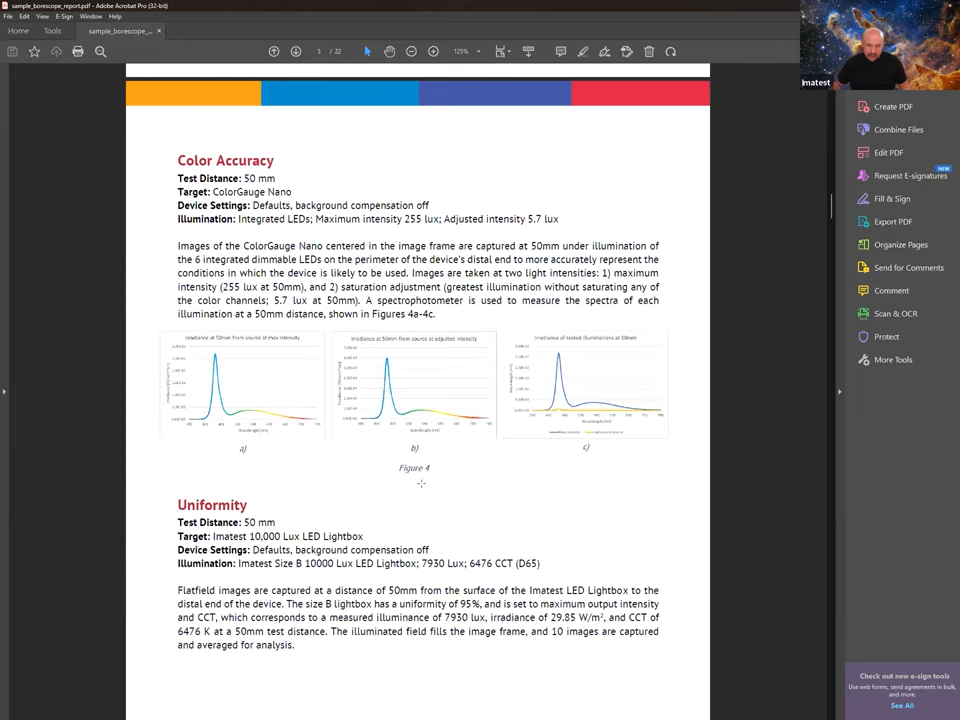 sample_borescope_report.pdf - Adobe Acrobat Pro (32-bit)
File Edit View E-Sign Window Help
Home Tools sample_borescope_... ×
5 / 22 125%
Imatest
Create PDF
Combine Files
Edit PDF
NEW
Request E-signatures
Fill & Sign
Export PDF
Organize Pages
Send for Comments
Comment
Scan & OCR
Protect
More Tools
Color Accuracy
Test Distance: 50 mm
Target: ColorGauge Nano
Device Settings: Defaults, background compensation off
Illumination: Integrated LEDs; Maximum intensity 255 lux; Adjusted intensity 5.7 lux
Images of the ColorGauge Nano centered in the image frame are captured at 50mm under illumination of
the 6 integrated dimmable LEDs on the perimeter of the device's distal end to more accurately represent the
conditions in which the device is likely to be used. Images are taken at two light intensities: 1) maximum
intensity (255 lux at 50mm), and 2) saturation adjustment (greatest illumination without saturating any of
the color channels; 5.7 lux at 50mm). A spectrophotometer is used to measure the spectra of each
illumination at a 50mm distance, shown in Figures 4a-4c.
Irradiance at 50mm from source at max intensity
Wavelength [nm]
Irradiance at 50mm from source at adjusted intensity
Wavelength [nm]
Irradiance of tested illuminations at 50mm
Wavelength [nm]
a)
b)
c)
Figure 4
Uniformity
Test Distance: 50 mm
Target: Imatest 10,000 Lux LED Lightbox
Device Settings: Defaults, background compensation off
Illumination: Imatest Size B 10000 Lux LED Lightbox; 7930 Lux; 6476 CCT (D65)
Flatfield images are captured at a distance of 50mm from the surface of the Imatest LED Lightbox to the
distal end of the device. The size B lightbox has a uniformity of 95%, and is set to maximum output intensity
and CCT, which corresponds to a measured illuminance of 7930 lux, irradiance of 29.85 W/m², and CCT of
6476 K at a 50mm test distance. The illuminated field fills the image frame, and 10 images are captured
and averaged for analysis.
Check out new e-sign tools
Use web forms, send agreements in bulk,
and more.
See All